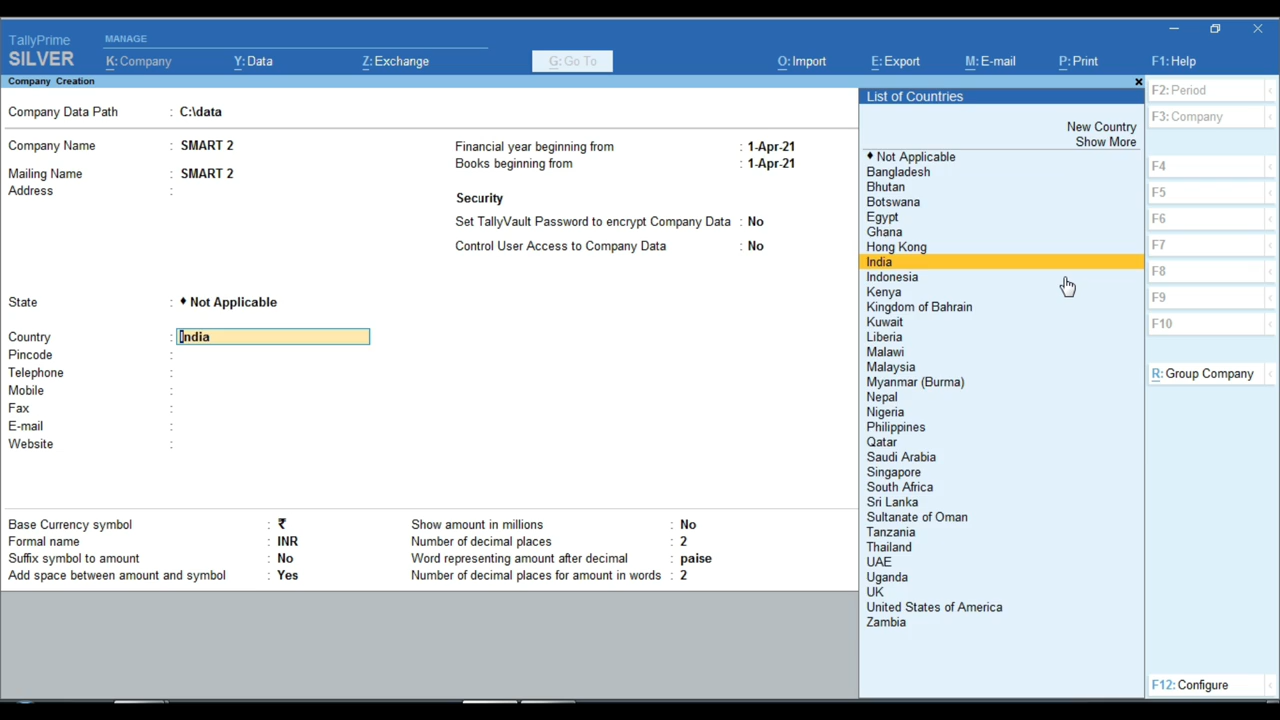 TallyPrime
SILVER
MANAGE
K: Company
Y: Data
Z: Exchange
G: Go To
O: Import
E: Export
M: E-mail
P: Print
F1: Help
Company Creation
Company Data Path : C:\data
Company Name : SMART 2
Mailing Name : SMART 2
Address :
Financial year beginning from : 1-Apr-21
Books beginning from : 1-Apr-21
Security
Set TallyVault Password to encrypt Company Data : No
Control User Access to Company Data : No
State : ♦ Not Applicable
Country : India
Pincode :
Telephone :
Mobile :
Fax :
E-mail :
Website :
Base Currency symbol : ₹
Formal name : INR
Suffix symbol to amount : No
Add space between amount and symbol : Yes
Show amount in millions : No
Number of decimal places : 2
Word representing amount after decimal : paise
Number of decimal places for amount in words : 2
List of Countries
New Country
Show More
♦ Not Applicable
Bangladesh
Bhutan
Botswana
Egypt
Ghana
Hong Kong
India
Indonesia
Kenya
Kingdom of Bahrain
Kuwait
Liberia
Malawi
Malaysia
Myanmar (Burma)
Nepal
Nigeria
Philippines
Qatar
Saudi Arabia
Singapore
South Africa
Sri Lanka
Sultanate of Oman
Tanzania
Thailand
UAE
Uganda
UK
United States of America
Zambia
F2: Period
F3: Company
F4
F5
F6
F7
F8
F9
F10
R: Group Company
F12: Configure